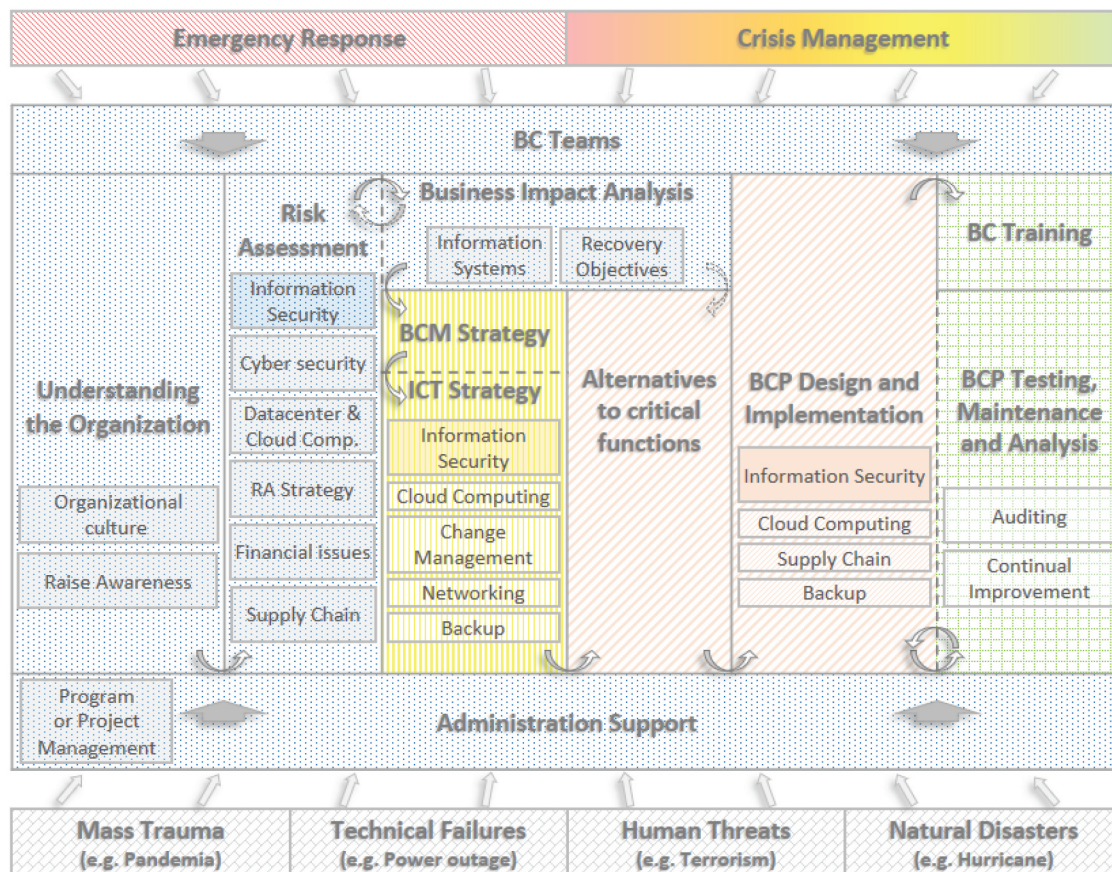 Emergency Response
Crisis Management
BC Teams
Understanding
the Organization
Organizational
culture
Raise Awareness
Risk
Assessment
Information
Security
Cyber security
Datacenter &
Cloud Comp.
RA Strategy
Financial issues
Supply Chain
Business Impact Analysis
Information
Systems
Recovery
Objectives
BCM Strategy
ICT Strategy
Information
Security
Cloud Computing
Change
Management
Networking
Backup
Alternatives
to critical
functions
BCP Design and
Implementation
Information Security
Cloud Computing
Supply Chain
Backup
BC Training
BCP Testing,
Maintenance
and Analysis
Auditing
Continual
Improvement
Program
or Project
Management
Administration Support
Mass Trauma
(e.g. Pandemia)
Technical Failures
(e.g. Power outage)
Human Threats
(e.g. Terrorism)
Natural Disasters
(e.g. Hurricane)